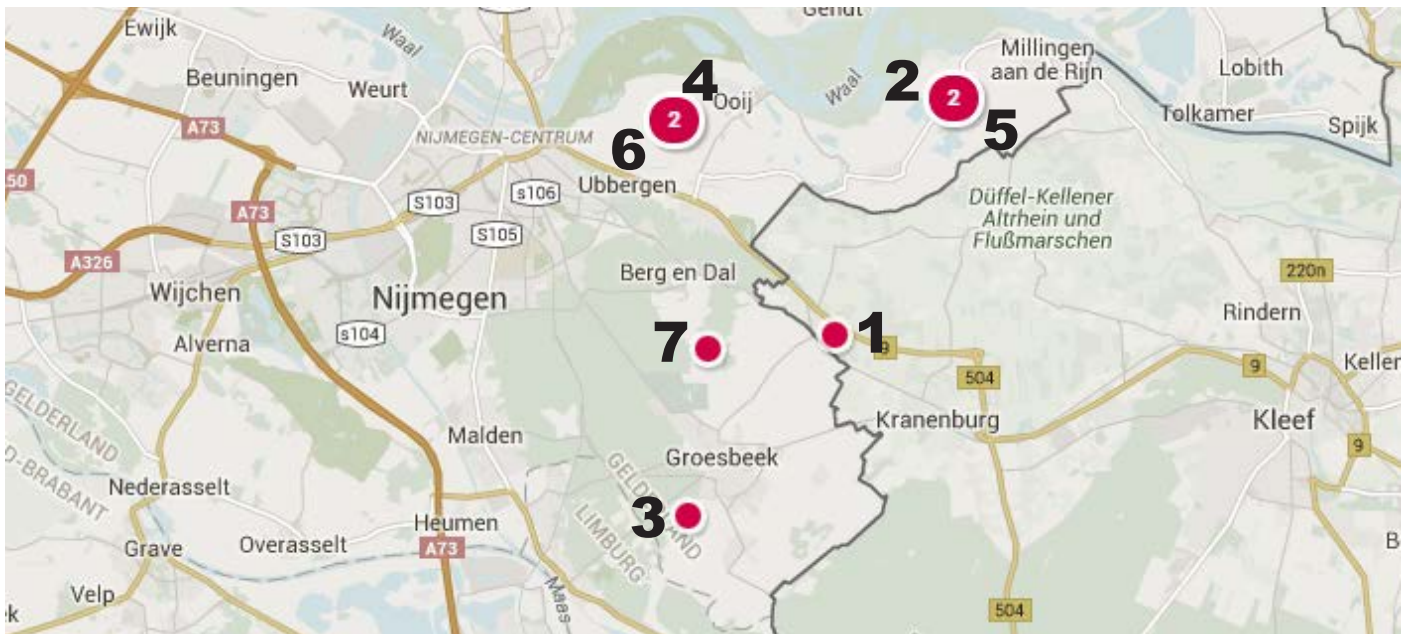 Gendt
Ewijk
Waal
Millingen
aan de Rijn
Lobith
Beuningen
Weurt
4
Ooij
Waal
2
2
A73
NIJMEGEN-CENTRUM
2
6
5
Tolkamer
Spijk
50
A73
S103
s106
Ubbergen
Düffel-Kellener
Altrhein und
Flußmarschen
S103
S105
A326
Berg en Dal
220n
Wijchen
Nijmegen
Rindern
s104
Alverna
7
1
9
9
Keller
504
GELDERLAND
D-BRABANT
Malden
Kranenburg
Kleef
9
Groesbeek
Nederasselt
GELDERLAND
LIMBURG
3
Heumen
Grave
Overasselt
A73
B
Velp
Maas
504
k